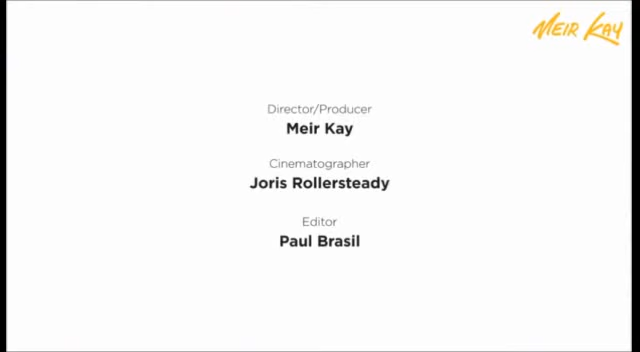 Meir Kay
Director/Producer
Meir Kay
Cinematographer
Joris Rollersteady
Editor
Paul Brasil